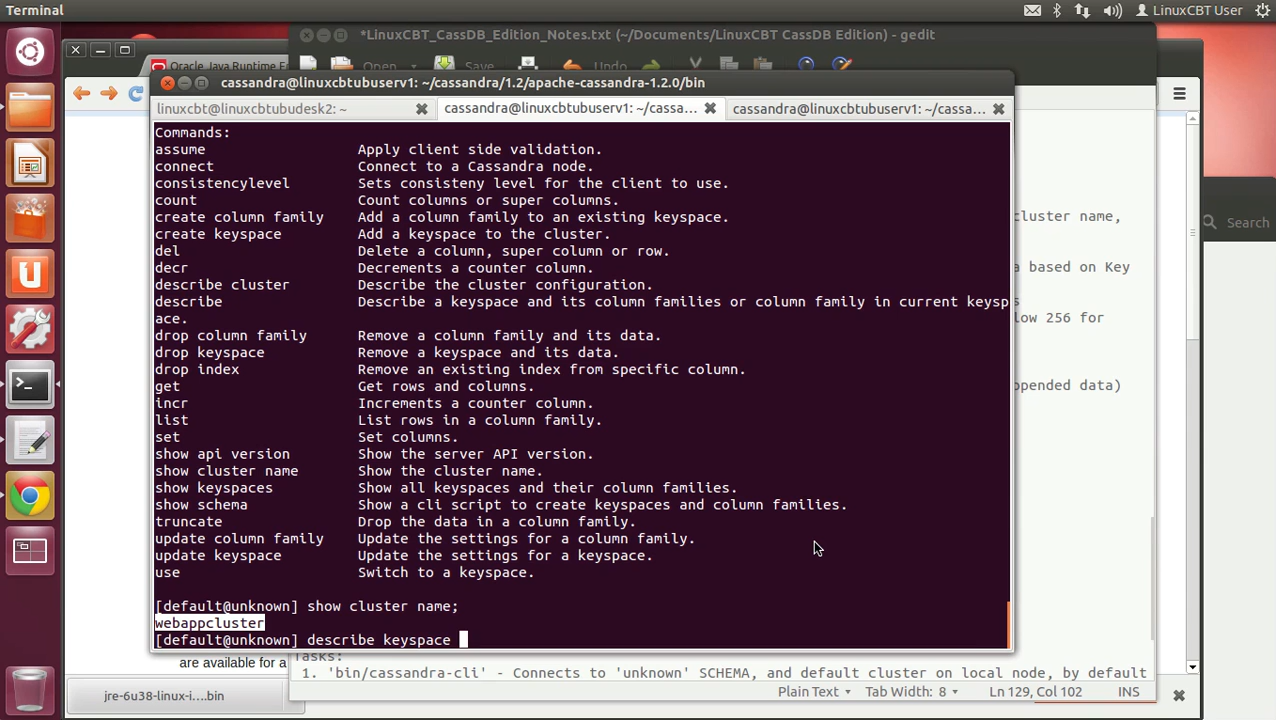 Terminal
LinuxCBT User
*LinuxCBT_CassDB_Edition_Notes.txt (~/Documents/LinuxCBT CassDB Edition) - gedit
Oracle Java Runtime Fr
Open Save Undo
cassandra@linuxcbtubuserv1: ~/cassandra/1.2/apache-cassandra-1.2.0/bin
linuxcbt@linuxcbtubudesk2: ~
cassandra@linuxcbtubuserv1: ~/cassa...
cassandra@linuxcbtubuserv1: ~/cassa...
Commands:
assume Apply client side validation.
connect Connect to a Cassandra node.
consistencylevel Sets consisteny level for the client to use.
count Count columns or super columns.
create column family Add a column family to an existing keyspace.
create keyspace Add a keyspace to the cluster.
del Delete a column, super column or row.
decr Decrements a counter column.
describe cluster Describe the cluster configuration.
describe Describe a keyspace and its column families or column family in current keysp
ace.
drop column family Remove a column family and its data.
drop keyspace Remove a keyspace and its data.
drop index Remove an existing index from specific column.
get Get rows and columns.
incr Increments a counter column.
list List rows in a column family.
set Set columns.
show api version Show the server API version.
show cluster name Show the cluster name.
show keyspaces Show all keyspaces and their column families.
show schema Show a cli script to create keyspaces and column families.
truncate Drop the data in a column family.
update column family Update the settings for a column family.
update keyspace Update the settings for a keyspace.
use Switch to a keyspace.
[default@unknown] show cluster name;
webappcluster
[default@unknown] describe keyspace
cluster name,
a based on Key
s
low 256 for
pended data)
Search
are available for a
Tasks:
1. 'bin/cassandra-cli' - Connects to 'unknown' SCHEMA, and default cluster on local node, by default
jre-6u38-linux-i....bin
Plain Text Tab Width: 8 Ln 129, Col 102 INS